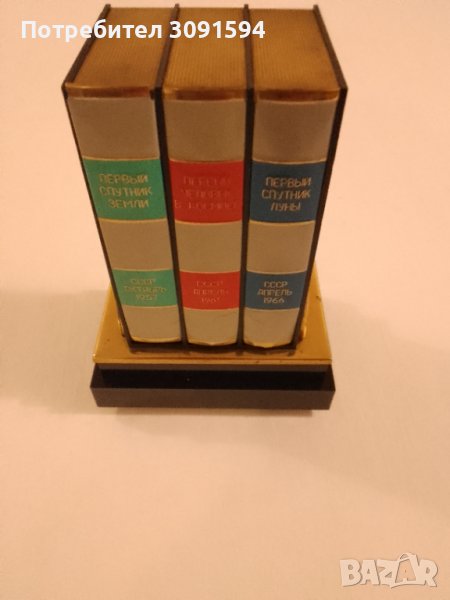 Потребител 3091594
ПЕРВЫЙ
СПУТНИК
ЗЕМЛИ
СССР
ОКТЯБРЬ
1957
ПЕРВЫЙ
ЧЕЛОВЕК
В КОСМОСЕ
СССР
АПРЕЛЬ
1961
ПЕРВЫЙ
СПУТНИК
ЛУНЫ
СССР
АПРЕЛЬ
1966
BAZAR